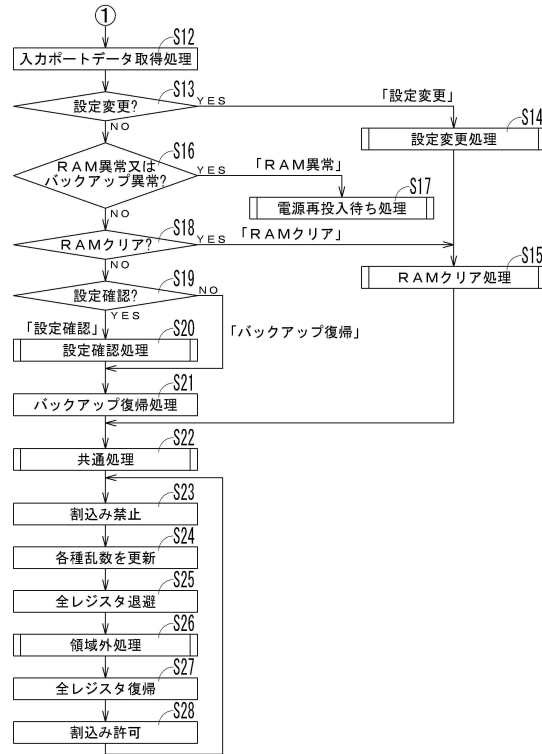 ①
S12
入力ポートデータ取得処理
S13
設定変更?
YES
「設定変更」
NO
S14
設定変更処理
S16
RAM異常又は
バックアップ異常?
YES
「RAM異常」
NO
S17
電源再投入待ち処理
S18
RAMクリア?
YES
「RAMクリア」
NO
S15
RAMクリア処理
S19
設定確認?
NO
YES
「設定確認」
「バックアップ復帰」
S20
設定確認処理
S21
バックアップ復帰処理
S22
共通処理
S23
割込み禁止
S24
各種乱数を更新
S25
全レジスタ退避
S26
領域外処理
S27
全レジスタ復帰
S28
割込み許可